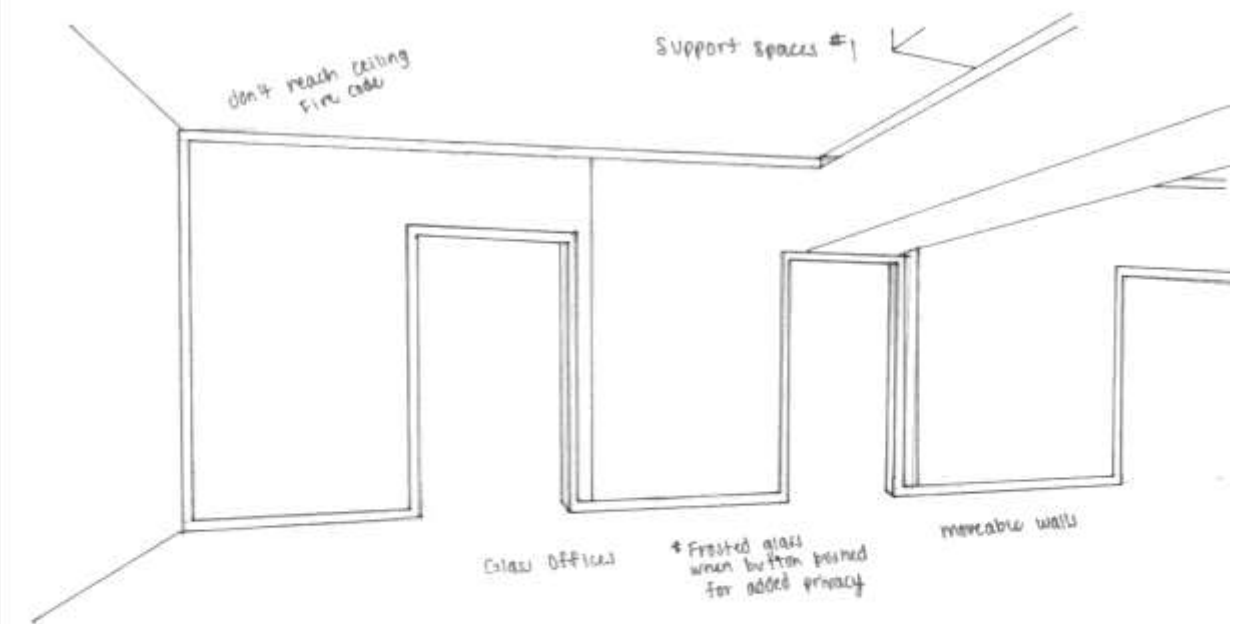 don't reach ceiling
Fire code
Support spaces #1
Glass Offices
* Frosted glass
when button pushed
for added privacy
moveable walls